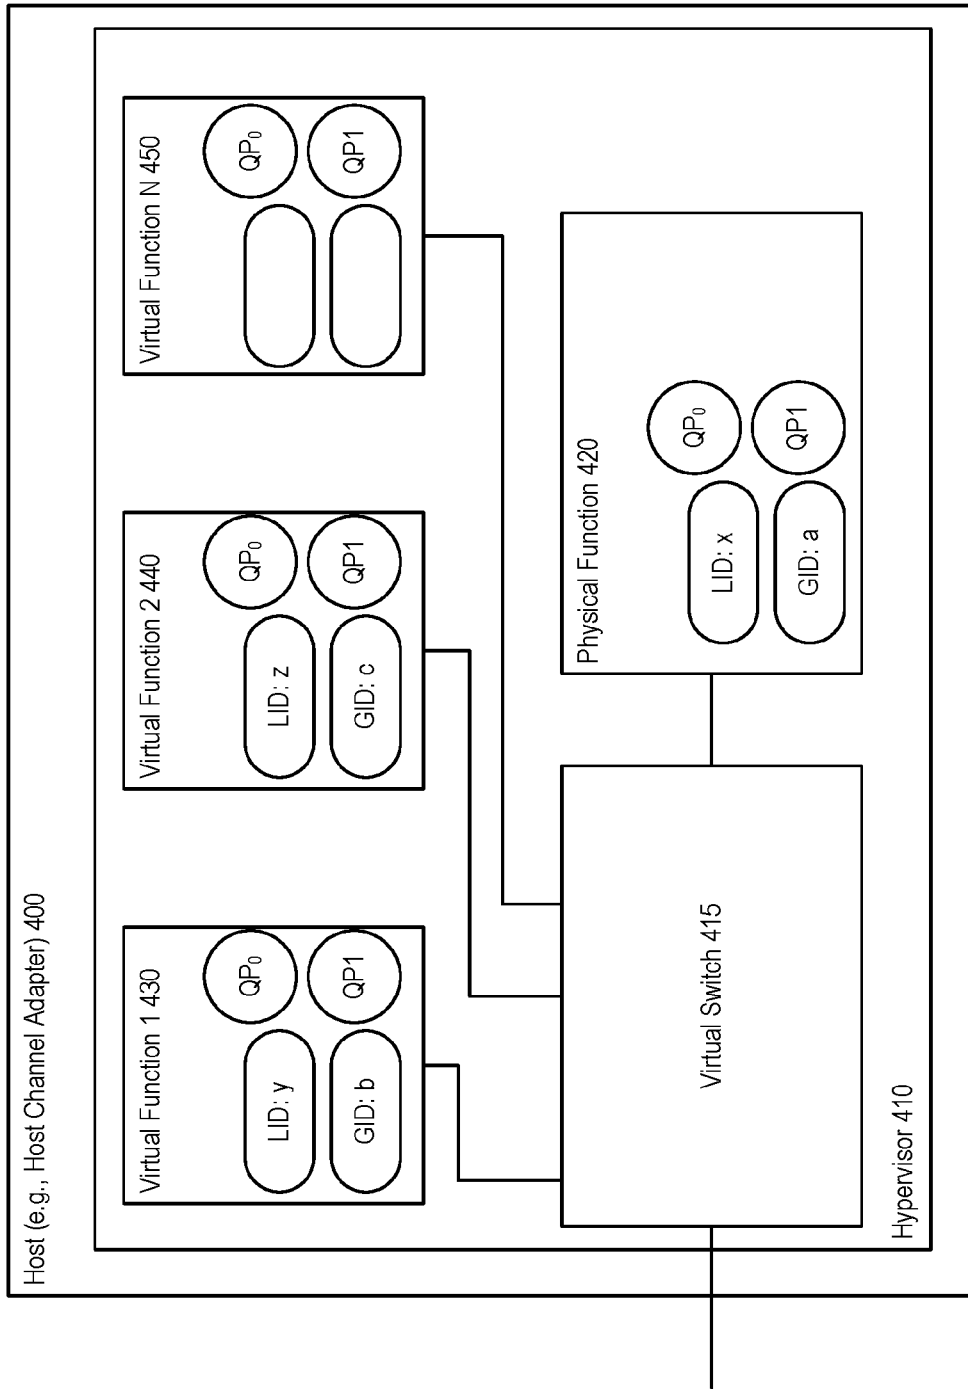 Host (e.g., Host Channel Adapter) 400
Virtual Function 1 430
QP0
LID: y
QP1
GID: b
Virtual Function 2 440
QP0
LID: z
QP1
GID: c
Virtual Function N 450
QP0
QP1
Virtual Switch 415
Physical Function 420
QP0
LID: x
QP1
GID: a
Hypervisor 410